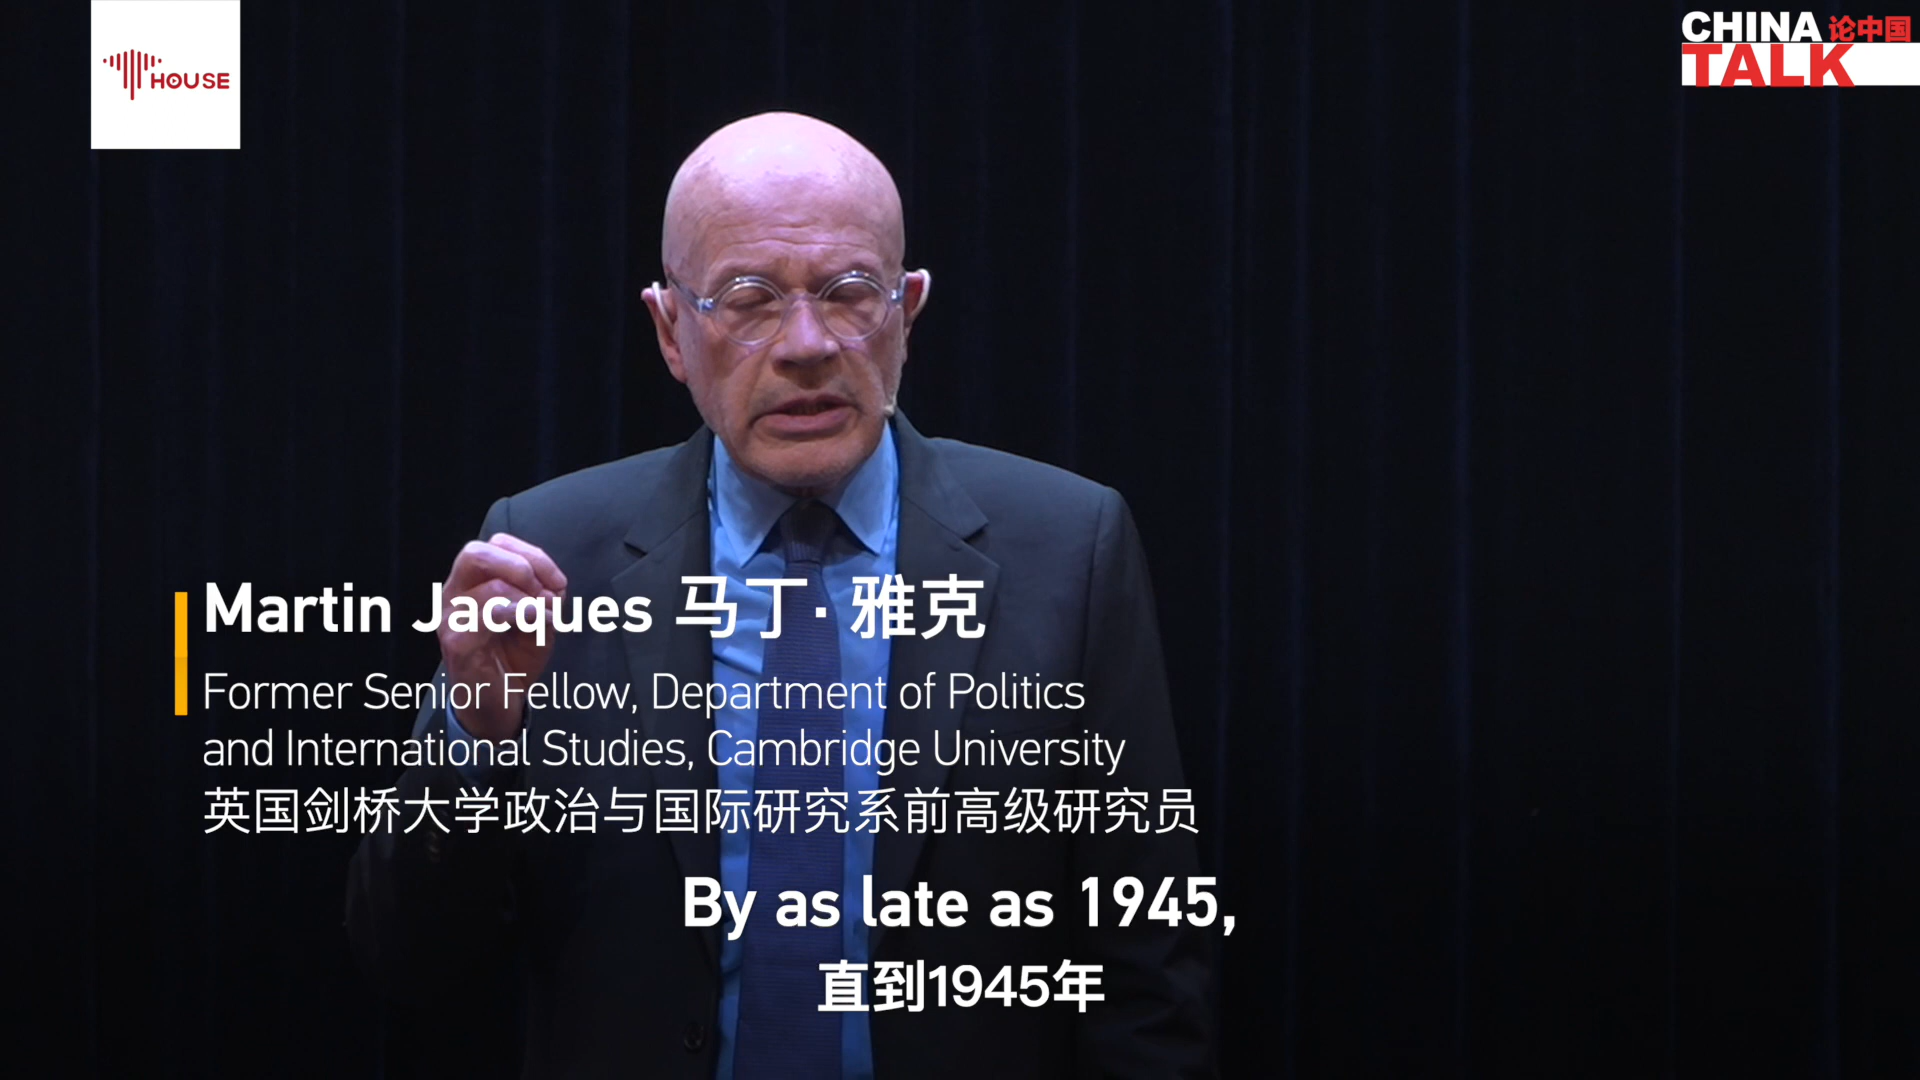 HOUSE
CHINA 论中国
TALK
Martin Jacques 马丁·雅克
Former Senior Fellow, Department of Politics
and International Studies, Cambridge University
英国剑桥大学政治与国际研究系前高级研究员
By as late as 1945,
直到1945年